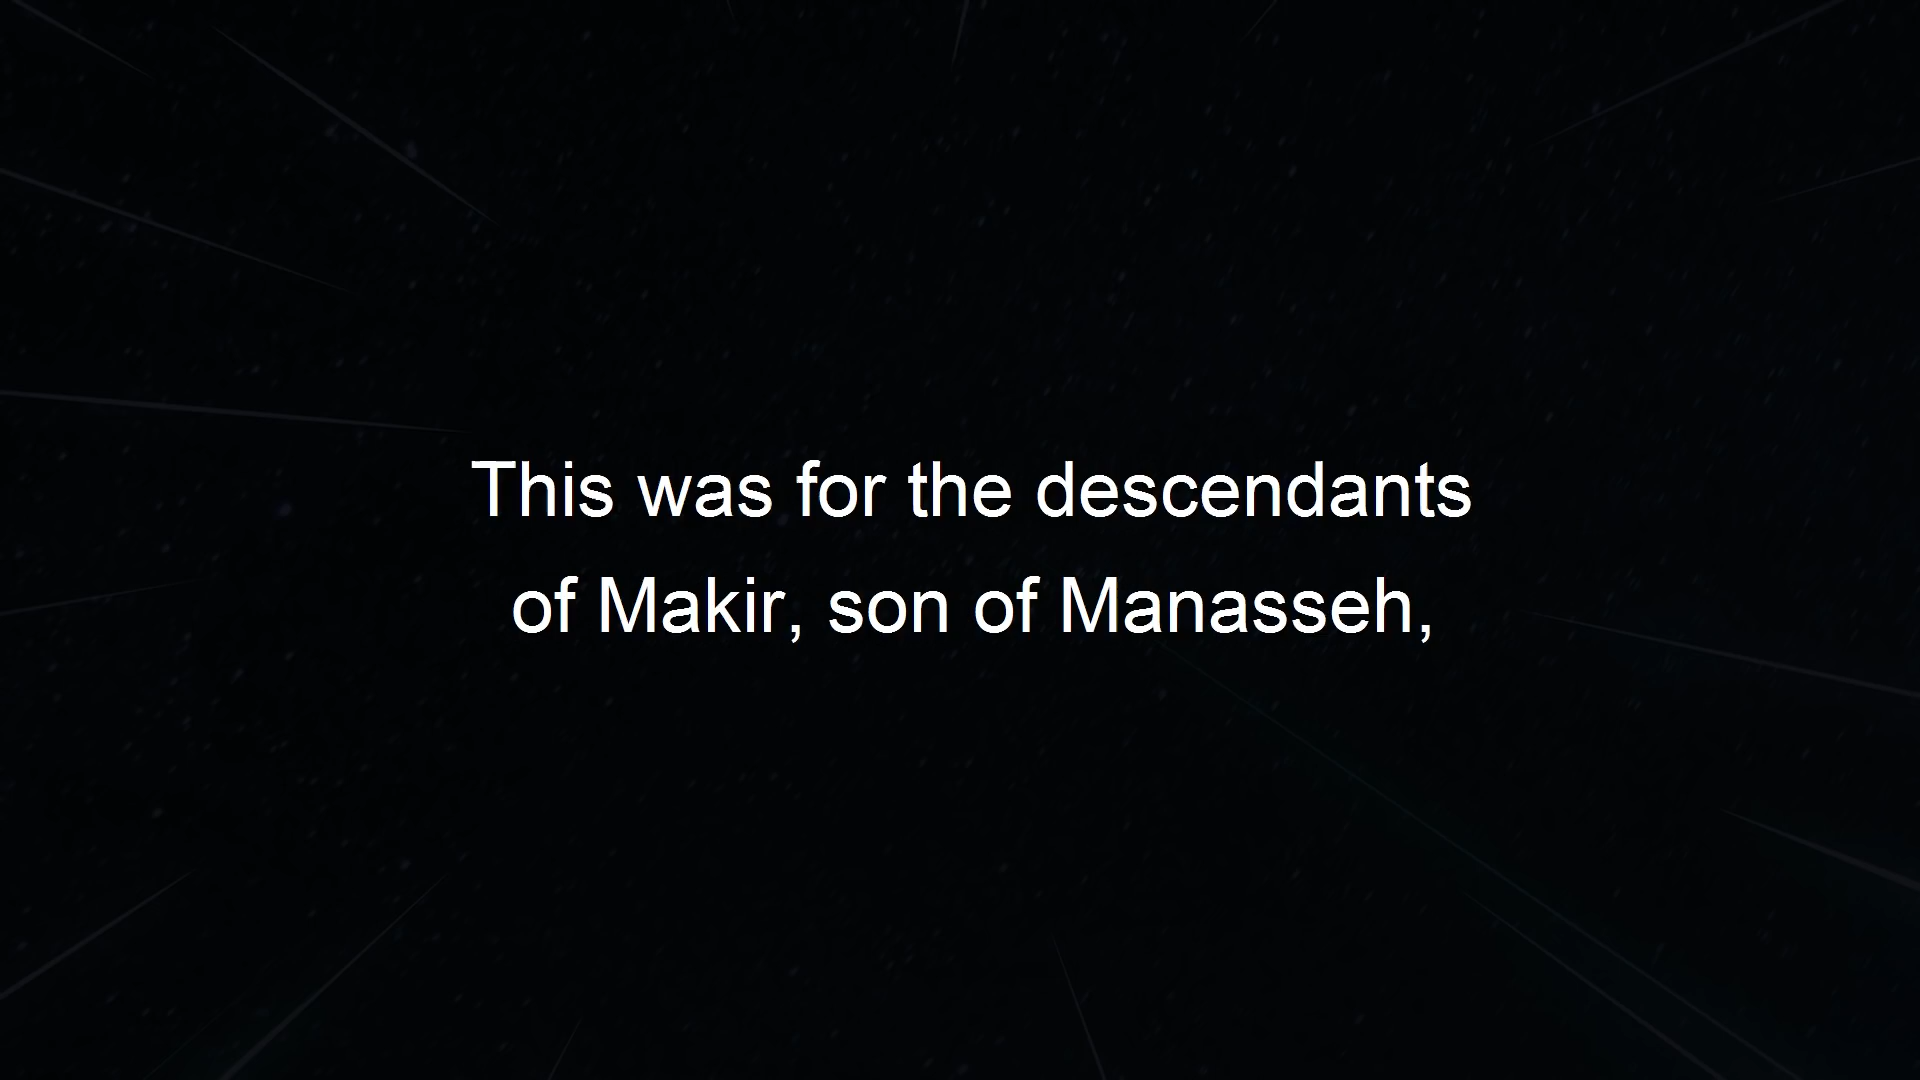 This was for the descendants
of Makir, son of Manasseh,